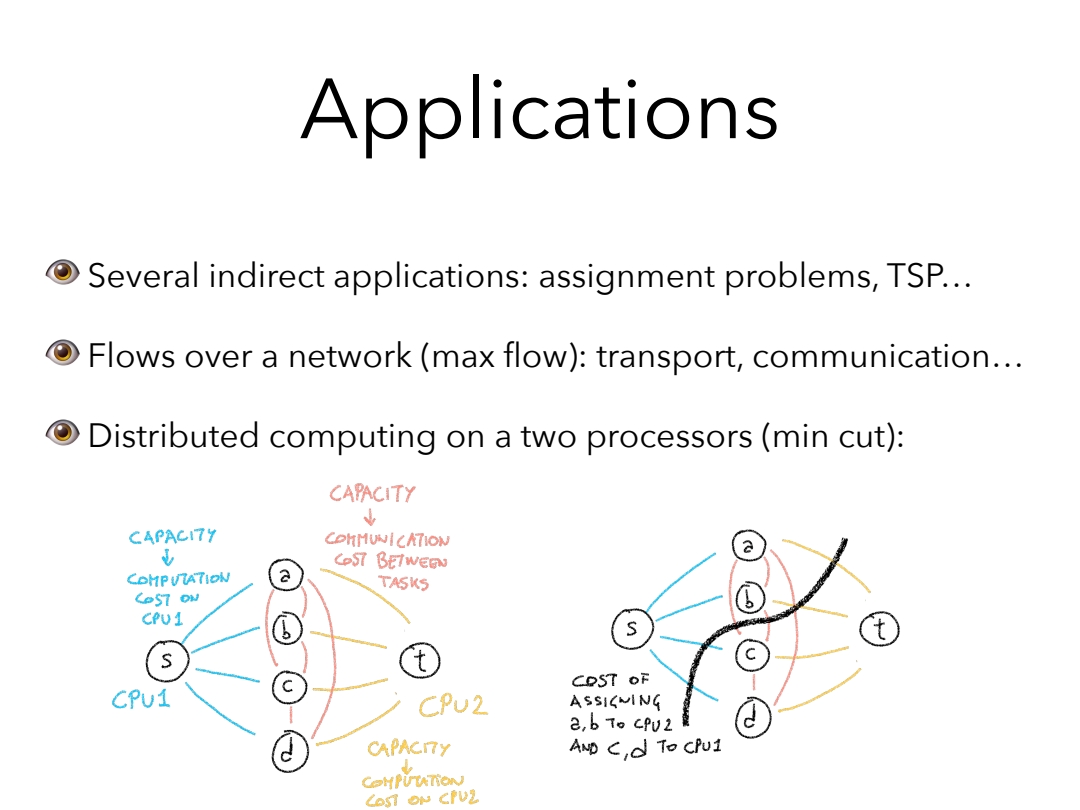 Applications
Several indirect applications: assignment problems, TSP…
Flows over a network (max flow): transport, communication…
Distributed computing on a two processors (min cut):
CAPACITY
↓
COMMUNICATION
COST BETWEEN
TASKS
CAPACITY
↓
COMPUTATION
COST ON
CPU1
a
b
s
c
t
d
CPU1
CPU2
CAPACITY
↓
COMPUTATION
COST ON CPU2
a
b
s
t
c
d
COST OF
ASSIGNING
a,b TO CPU2
AND c,d TO CPU1